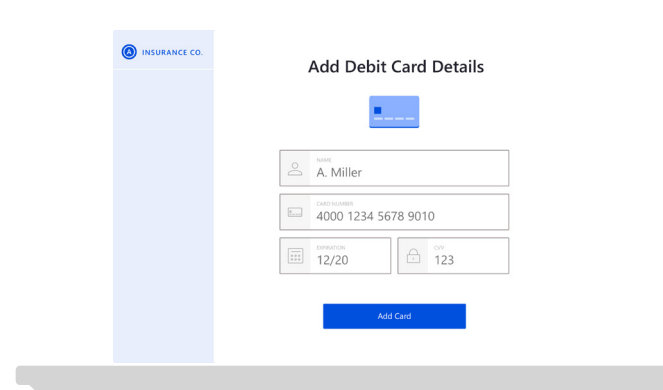 A INSURANCE CO.
Add Debit Card Details
NAME
A. Miller
CARD NUMBER
4000 1234 5678 9010
EXPIRATION
12/20
CVV
123
Add Card